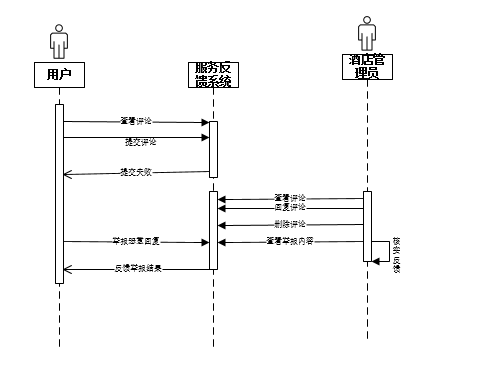 用户
服务反
馈系统
酒店管
理员
查看评论
提交评论
提交失败
查看评论
回复评论
删除评论
举报恶意回复
查看举报内容
核
实
反
馈
反馈举报结果